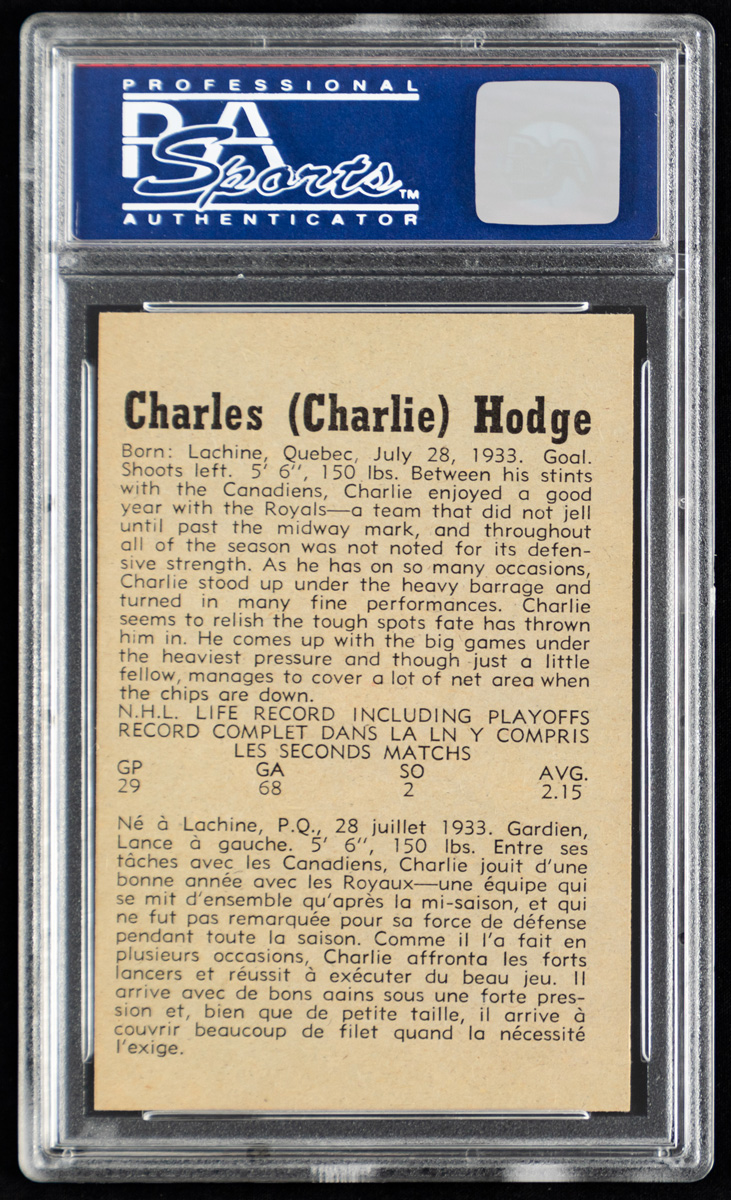 PROFESSIONAL
PSA
Sports™
AUTHENTICATOR
Charles (Charlie) Hodge
Born: Lachine, Quebec, July 28, 1933. Goal.
Shoots left. 5' 6'', 150 lbs. Between his stints
with the Canadiens, Charlie enjoyed a good
year with the Royals—a team that did not jell
until past the midway mark, and throughout
all of the season was not noted for its defen-
sive strength. As he has on so many occasions,
Charlie stood up under the heavy barrage and
turned in many fine performances. Charlie
seems to relish the tough spots fate has thrown
him in. He comes up with the big games under
the heaviest pressure and though just a little
fellow, manages to cover a lot of net area when
the chips are down.
N.H.L. LIFE RECORD INCLUDING PLAYOFFS
RECORD COMPLET DANS LA LN Y COMPRIS
LES SECONDS MATCHS
GP GA SO AVG.
29 68 2 2.15
Né à Lachine, P.Q., 28 juillet 1933. Gardien,
Lance à gauche. 5' 6'', 150 lbs. Entre ses
tâches avec les Canadiens, Charlie jouit d'une
bonne année avec les Royaux—une équipe qui
se mit d'ensemble qu'après la mi-saison, et qui
ne fut pas remarquée pour sa force de défense
pendant toute la saison. Comme il l'a fait en
plusieurs occasions, Charlie affronta les forts
lancers et réussit à exécuter du beau jeu. Il
arrive avec de bons gains sous une forte pres-
sion et, bien que de petite taille, il arrive à
couvrir beaucoup de filet quand la nécessité
l'exige.